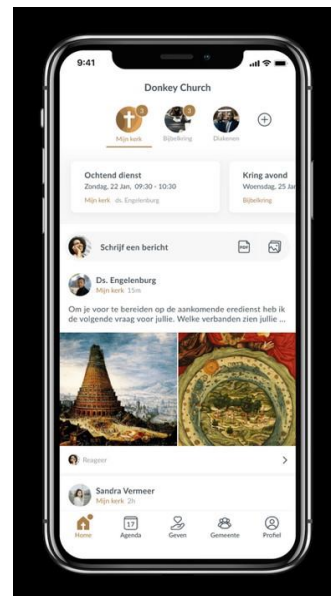 9:41
Donkey Church
3
3
Mijn kerk
Bijbelkring
Diakenen
Ochtend dienst
Zondag, 22 Jan, 09:30 - 10:30
Mijn kerk ds. Engelenburg
Kring avond
Woensdag, 25 Jan
Bijbelkring
Schrijf een bericht
PDF
Ds. Engelenburg
Mijn kerk 15m
Om je voor te bereiden op de aankomende eredienst heb ik
de volgende vraag voor jullie. Welke verbanden zien jullie ...
Reageer
Sandra Vermeer
Mijn kerk 2h
17
Home
Agenda
Geven
Gemeente
Profiel